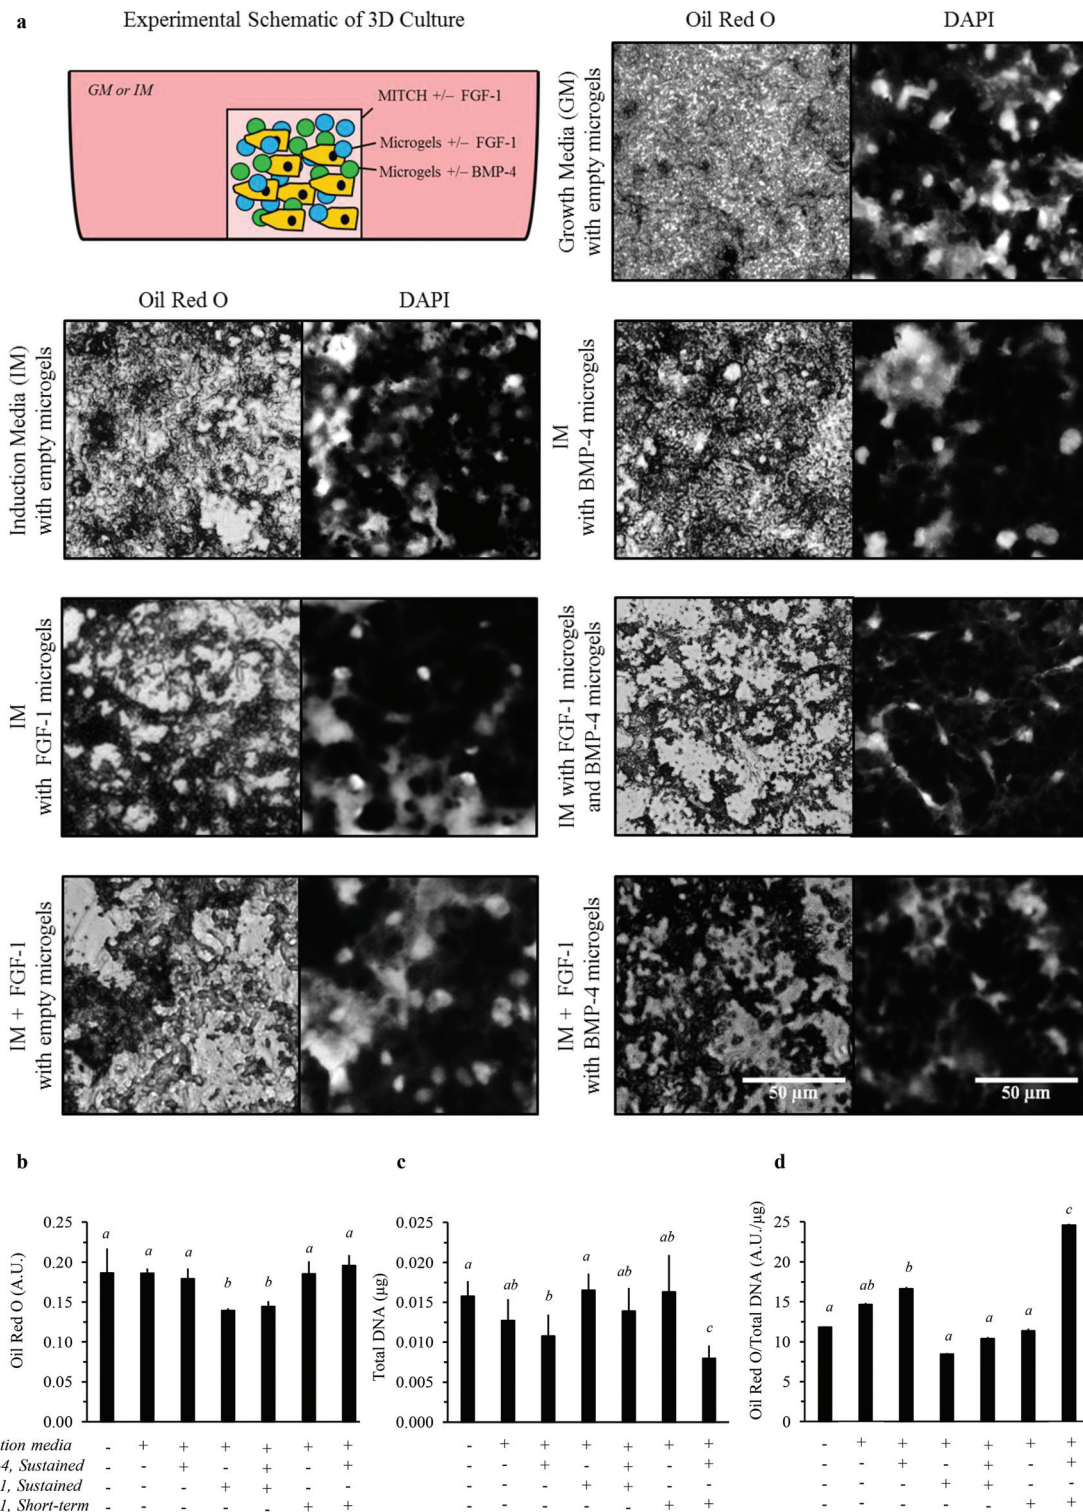 a
Experimental Schematic of 3D Culture
Oil Red O
DAPI
GM or IM
MITCH +/– FGF-1
Microgels +/– FGF-1
Microgels +/– BMP-4
Growth Media (GM)
with empty microgels
Oil Red O
DAPI
Induction Media (IM)
with empty microgels
IM
with BMP-4 microgels
IM
with FGF-1 microgels
IM with FGF-1 microgels
and BMP-4 microgels
IM + FGF-1
with empty microgels
IM + FGF-1
with BMP-4 microgels
50 µm
50 µm
b
Oil Red O (A.U.)
0.25
0.20
0.15
0.10
0.05
0.00
a a a b b a a
c
Total DNA (µg)
0.025
0.020
0.015
0.010
0.005
0.000
a ab b a ab ab c
d
Oil Red O/Total DNA (A.U./µg)
25
20
15
10
5
0
a ab b a a a c
tion media - + + + + + + - + + + + + + - + + + + + +
4, Sustained - - + - + - + - - + - + - + - - + - + - +
1, Sustained - - - + + - - - - - + + - - - - - + + - -
1, Short-term - - - - - + + - - - - - + + - - - - - + +